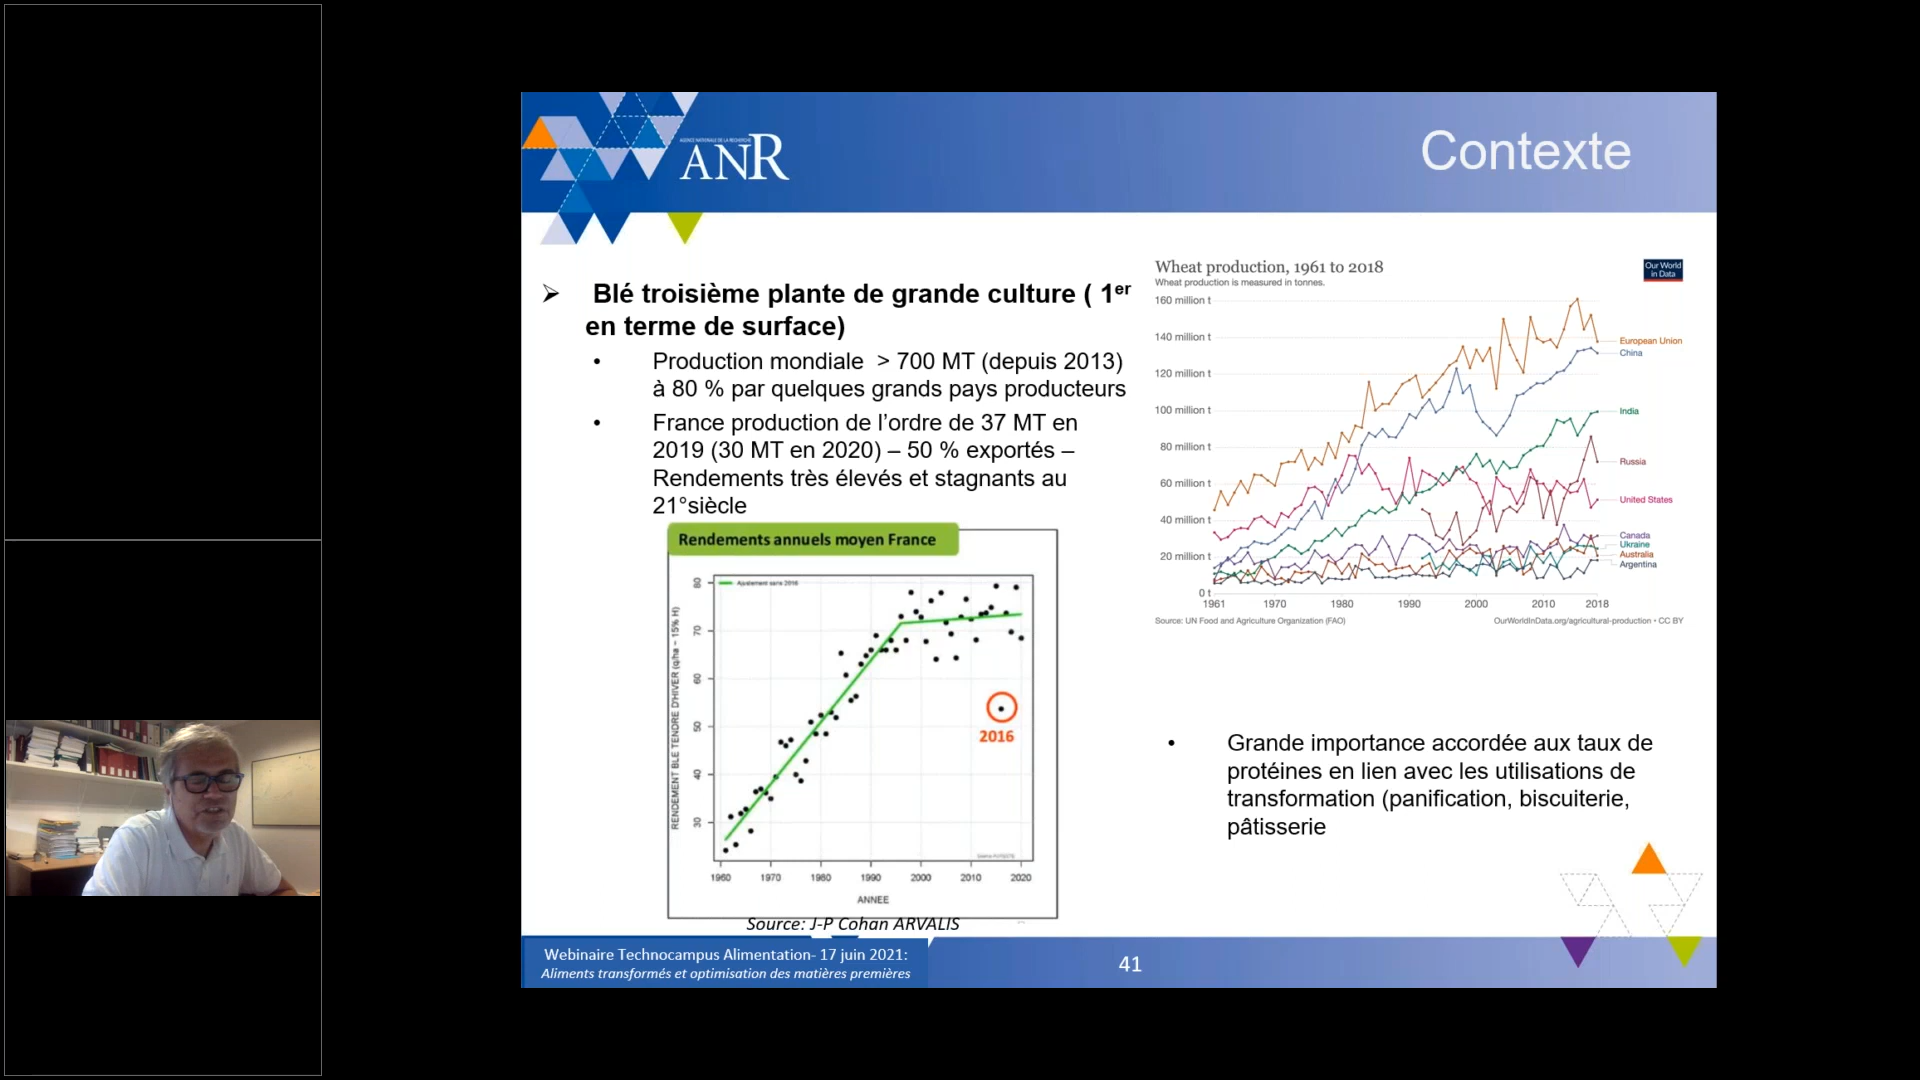 AGENCE NATIONALE DE LA RECHERCHE
ANR
Contexte
➢ Blé troisième plante de grande culture ( 1er
en terme de surface)
• Production mondiale > 700 MT (depuis 2013)
à 80 % par quelques grands pays producteurs
• France production de l’ordre de 37 MT en
2019 (30 MT en 2020) – 50 % exportés –
Rendements très élevés et stagnants au
21°siècle
Rendements annuels moyen France
Ajustement sans 2016
RENDEMENT BLE TENDRE D'HIVER (q/ha – 15% H)
80
70
60
50
40
30
2016
1960 1970 1980 1990 2000 2010 2020
ANNEE
Source: J-P Cohan ARVALIS
Wheat production, 1961 to 2018
Wheat production is measured in tonnes.
Our World
in Data
160 million t
140 million t
120 million t
100 million t
80 million t
60 million t
40 million t
20 million t
0 t
European Union
China
India
Russia
United States
Canada
Ukraine
Australia
Argentina
1961 1970 1980 1990 2000 2010 2018
Source: UN Food and Agriculture Organization (FAO)
OurWorldInData.org/agricultural-production • CC BY
• Grande importance accordée aux taux de
protéines en lien avec les utilisations de
transformation (panification, biscuiterie,
pâtisserie
Webinaire Technocampus Alimentation- 17 juin 2021:
Aliments transformés et optimisation des matières premières
41